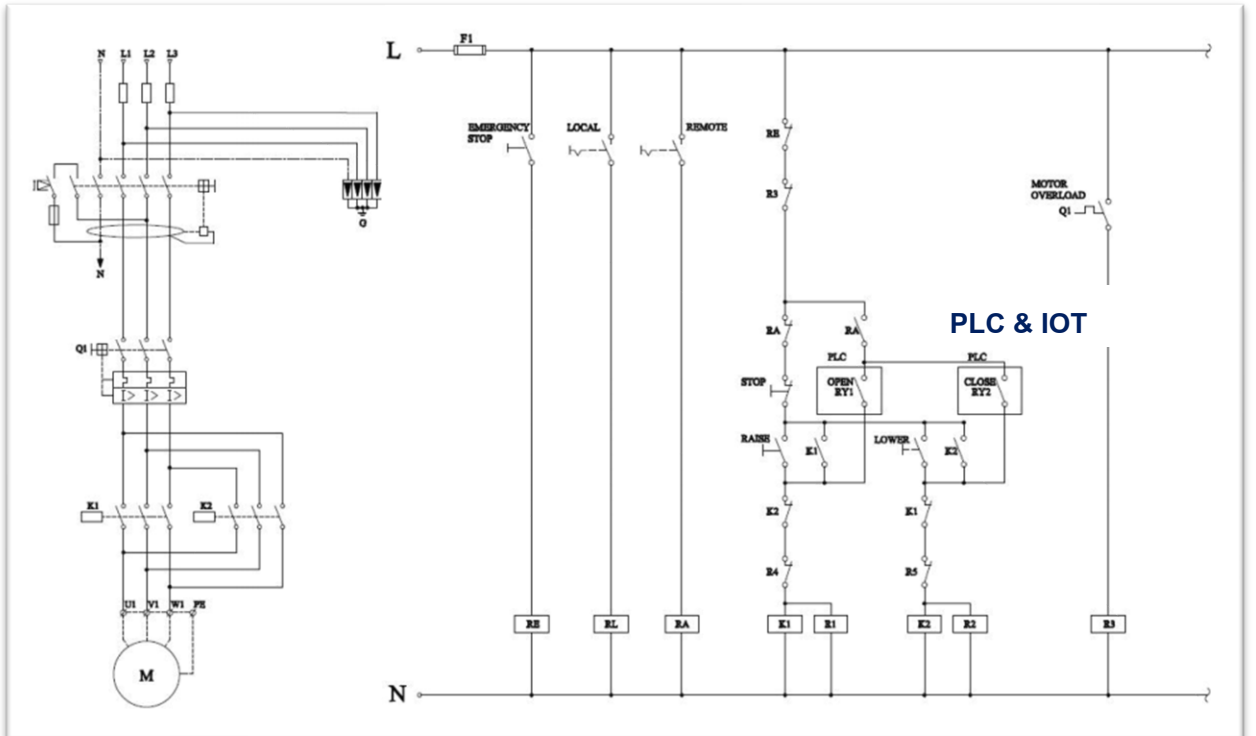 N L1 L2 L3
G
N
Q1
I> I> I>
K1 K2
U1 V1 W1 PE
M
L F1
EMERGENCY
STOP
LOCAL
REMOTE
RE
R3
MOTOR
OVERLOAD
Q1
PLC & IOT
RA RA
PLC PLC
STOP
OPEN
RY1
CLOSE
RY2
RAISE K1 LOWER K2
K2 K1
R4 R5
RE RL RA K1 R1 K2 R2 R3
N